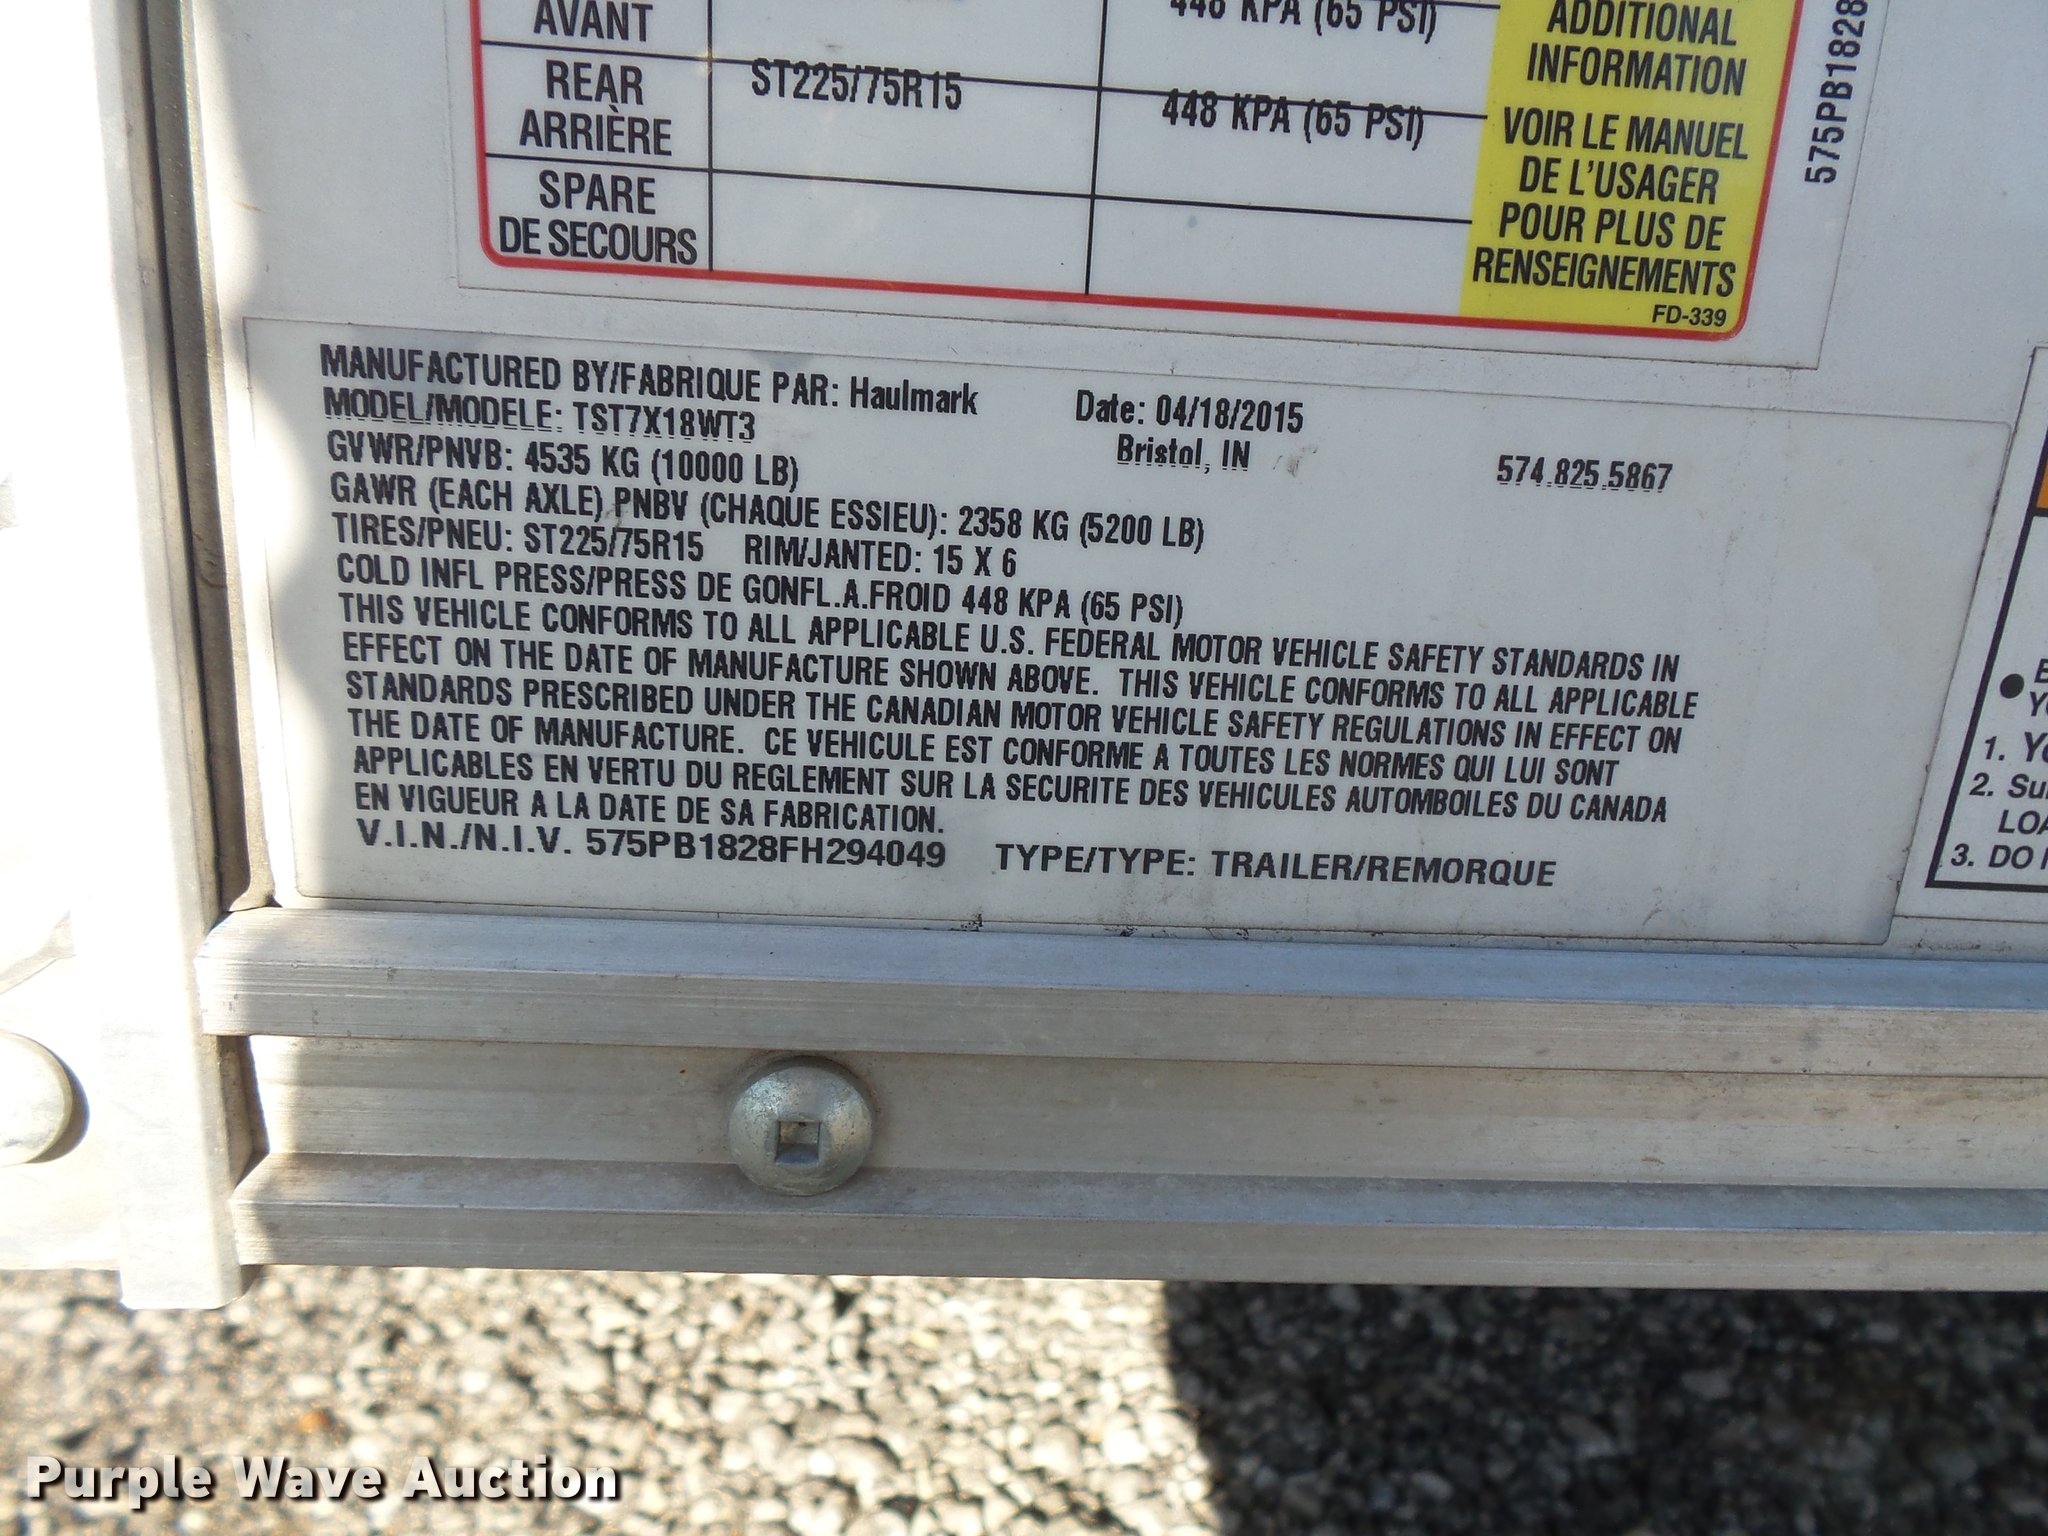 AVANT
448 KPA (65 PSI)
ADDITIONAL
INFORMATION
REAR
ARRIÈRE
ST225/75R15
448 KPA (65 PSI)
VOIR LE MANUEL
DE L'USAGER
POUR PLUS DE
RENSEIGNEMENTS
SPARE
DE SECOURS
FD-339
575PB1828
MANUFACTURED BY/FABRIQUE PAR: Haulmark Date: 04/18/2015
MODEL/MODELE: TST7X18WT3 Bristol, IN 574.825.5867
GVWR/PNVB: 4535 KG (10000 LB)
GAWR (EACH AXLE) PNBV (CHAQUE ESSIEU): 2358 KG (5200 LB)
TIRES/PNEU: ST225/75R15 RIM/JANTED: 15 X 6
COLD INFL PRESS/PRESS DE GONFL.A.FROID 448 KPA (65 PSI)
THIS VEHICLE CONFORMS TO ALL APPLICABLE U.S. FEDERAL MOTOR VEHICLE SAFETY STANDARDS IN
EFFECT ON THE DATE OF MANUFACTURE SHOWN ABOVE. THIS VEHICLE CONFORMS TO ALL APPLICABLE
STANDARDS PRESCRIBED UNDER THE CANADIAN MOTOR VEHICLE SAFETY REGULATIONS IN EFFECT ON
THE DATE OF MANUFACTURE. CE VEHICULE EST CONFORME A TOUTES LES NORMES QUI LUI SONT
APPLICABLES EN VERTU DU REGLEMENT SUR LA SECURITE DES VEHICULES AUTOMBOILES DU CANADA
EN VIGUEUR A LA DATE DE SA FABRICATION.
V.I.N./N.I.V. 575PB1828FH294049 TYPE/TYPE: TRAILER/REMORQUE
1.
2.
3. DO
Purple Wave Auction